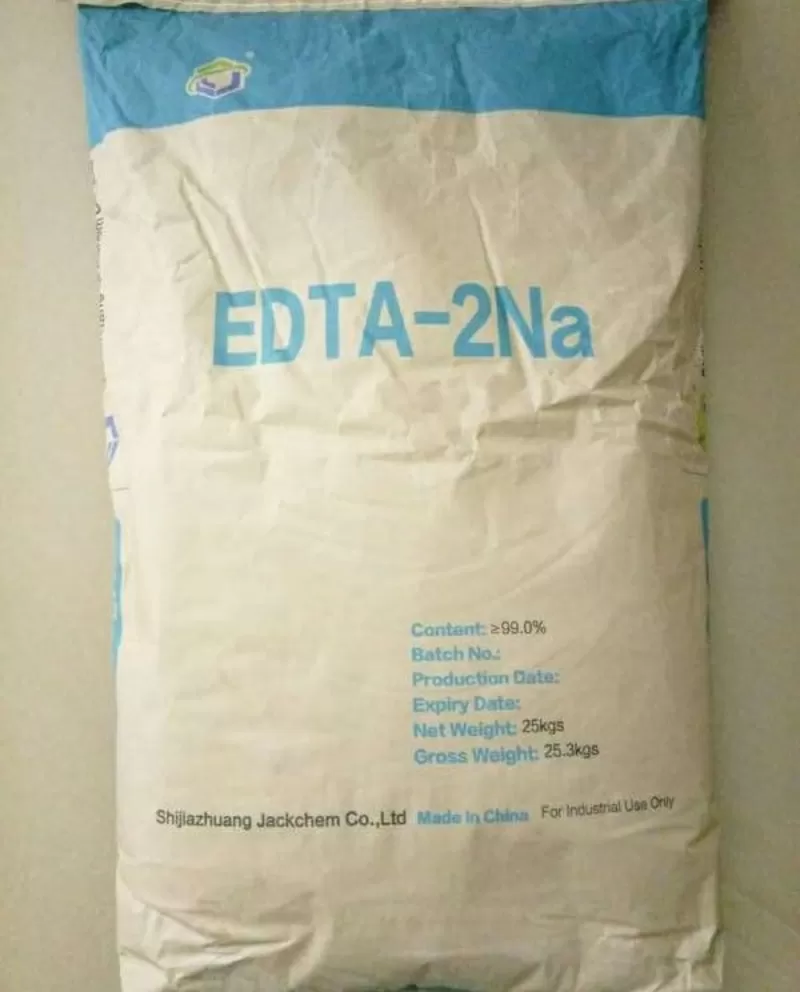 EDTA-2Na
Content: ≥99.0%
Batch No.:
Production Date:
Expiry Date:
Net Weight: 25kgs
Gross Weight: 25.3kgs
Shijiazhuang Jackchem Co.,Ltd Made In China For Industrial Use Only